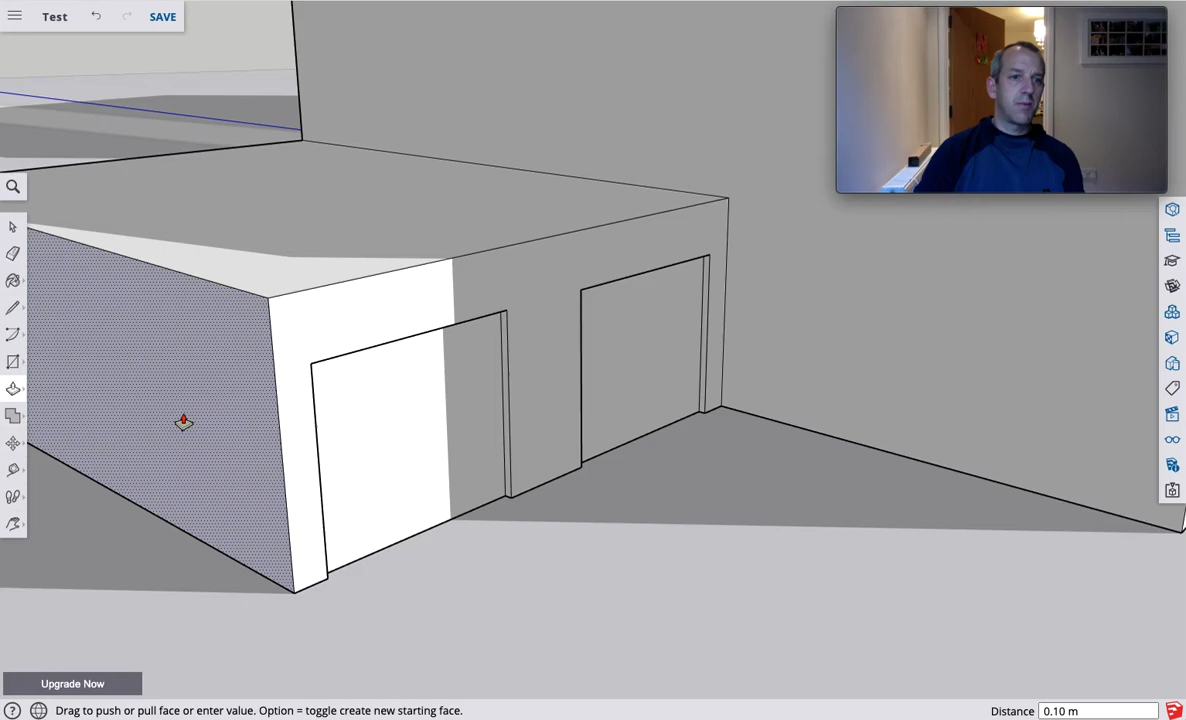 Test
SAVE
Upgrade Now
Drag to push or pull face or enter value. Option = toggle create new starting face.
Distance 0.10 m